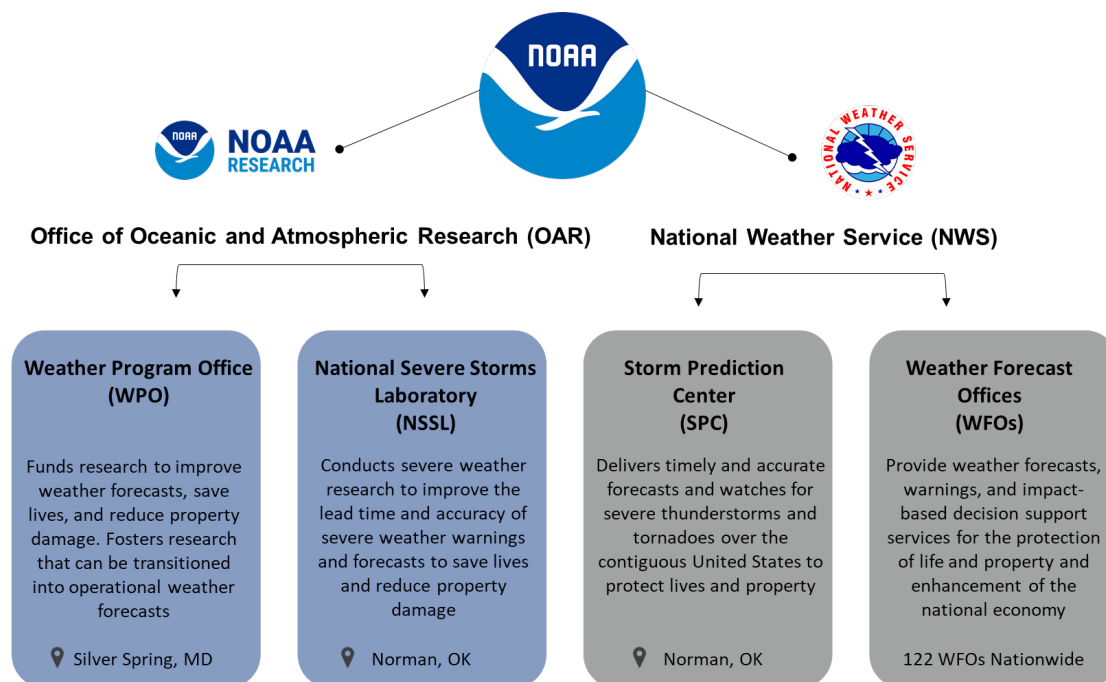 NOAA
NOAA
NOAA
RESEARCH
NATIONAL WEATHER SERVICE
Office of Oceanic and Atmospheric Research (OAR)
National Weather Service (NWS)
Weather Program Office
(WPO)
Funds research to improve
weather forecasts, save
lives, and reduce property
damage. Fosters research
that can be transitioned
into operational weather
forecasts
Silver Spring, MD
National Severe Storms
Laboratory
(NSSL)
Conducts severe weather
research to improve the
lead time and accuracy of
severe weather warnings
and forecasts to save lives
and reduce property
damage
Norman, OK
Storm Prediction
Center
(SPC)
Delivers timely and accurate
forecasts and watches for
severe thunderstorms and
tornadoes over the
contiguous United States to
protect lives and property
Norman, OK
Weather Forecast
Offices
(WFOs)
Provide weather forecasts,
warnings, and impact-
based decision support
services for the protection
of life and property and
enhancement of the
national economy
122 WFOs Nationwide